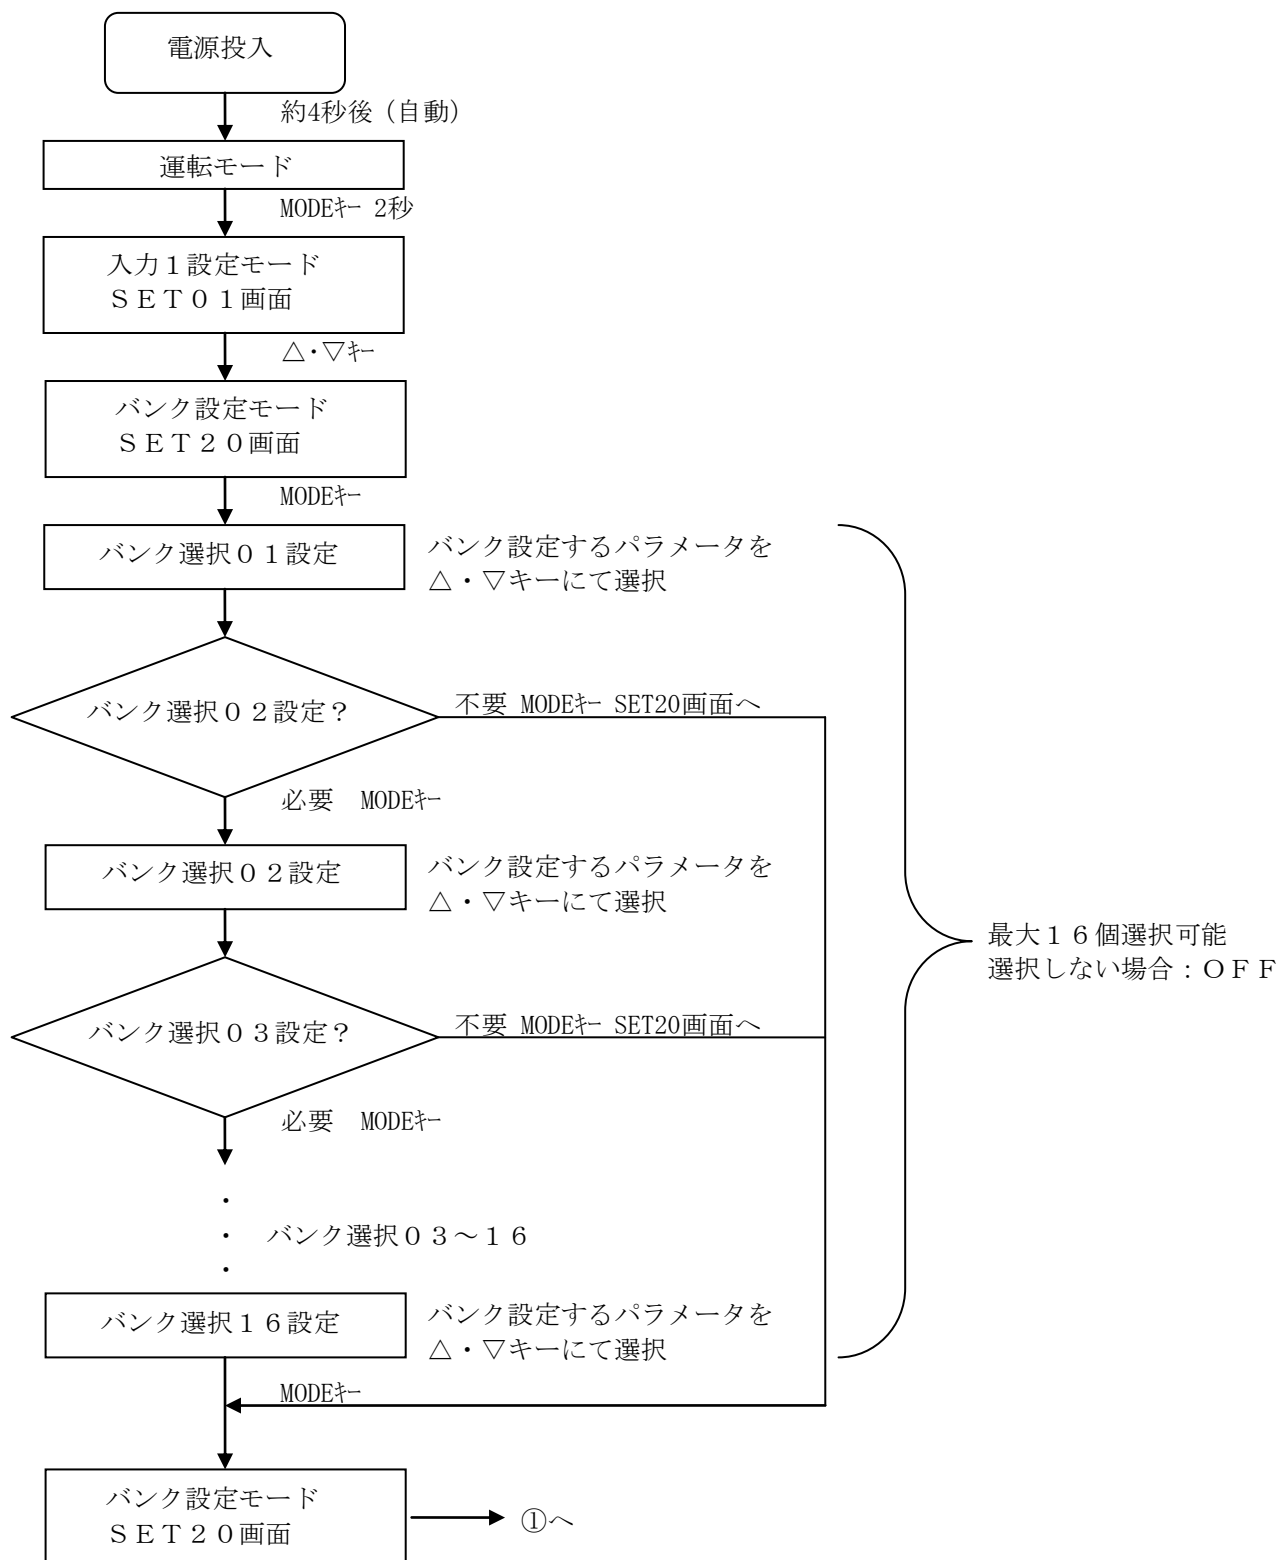 電源投入
約4秒後（自動）
運転モード
MODEｷｰ 2秒
入力１設定モード
ＳＥＴ０１画面
△・▽ｷｰ
バンク設定モード
ＳＥＴ２０画面
MODEｷｰ
バンク選択０１設定
バンク設定するパラメータを
△・▽キーにて選択
バンク選択０２設定？
不要 MODEｷｰ SET20画面へ
必要　MODEｷｰ
バンク選択０２設定
バンク設定するパラメータを
△・▽キーにて選択
最大１６個選択可能
選択しない場合：ＯＦＦ
バンク選択０３設定？
不要 MODEｷｰ SET20画面へ
必要　MODEｷｰ
・
・　バンク選択０３～１６
・
バンク選択１６設定
バンク設定するパラメータを
△・▽キーにて選択
MODEｷｰ
バンク設定モード
ＳＥＴ２０画面
①へ